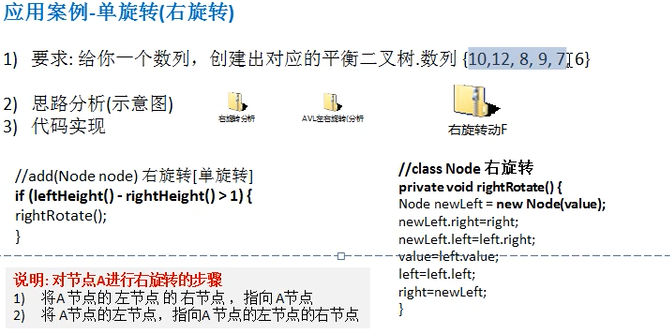 应用案例-单旋转(右旋转)
1) 要求: 给你一个数列，创建出对应的平衡二叉树.数列 {10,12, 8, 9, 7, 6}
2) 思路分析(示意图)
3) 代码实现
右旋转分析
AVL左右旋转分析
右旋转动F
//add(Node node) 右旋转[单旋转]
if (leftHeight() - rightHeight() > 1) {
rightRotate();
}
//class Node 右旋转
private void rightRotate() {
Node newLeft = new Node(value);
newLeft.right=right;
newLeft.left=left.right;
value=left.value;
left=left.left;
right=newLeft;
}
说明: 对节点A进行右旋转的步骤
1) 将A 节点的 左节点 的 右节点 ，指向 A节点
2) 将 A节点的左节点，指向A 节点的左节点的右节点